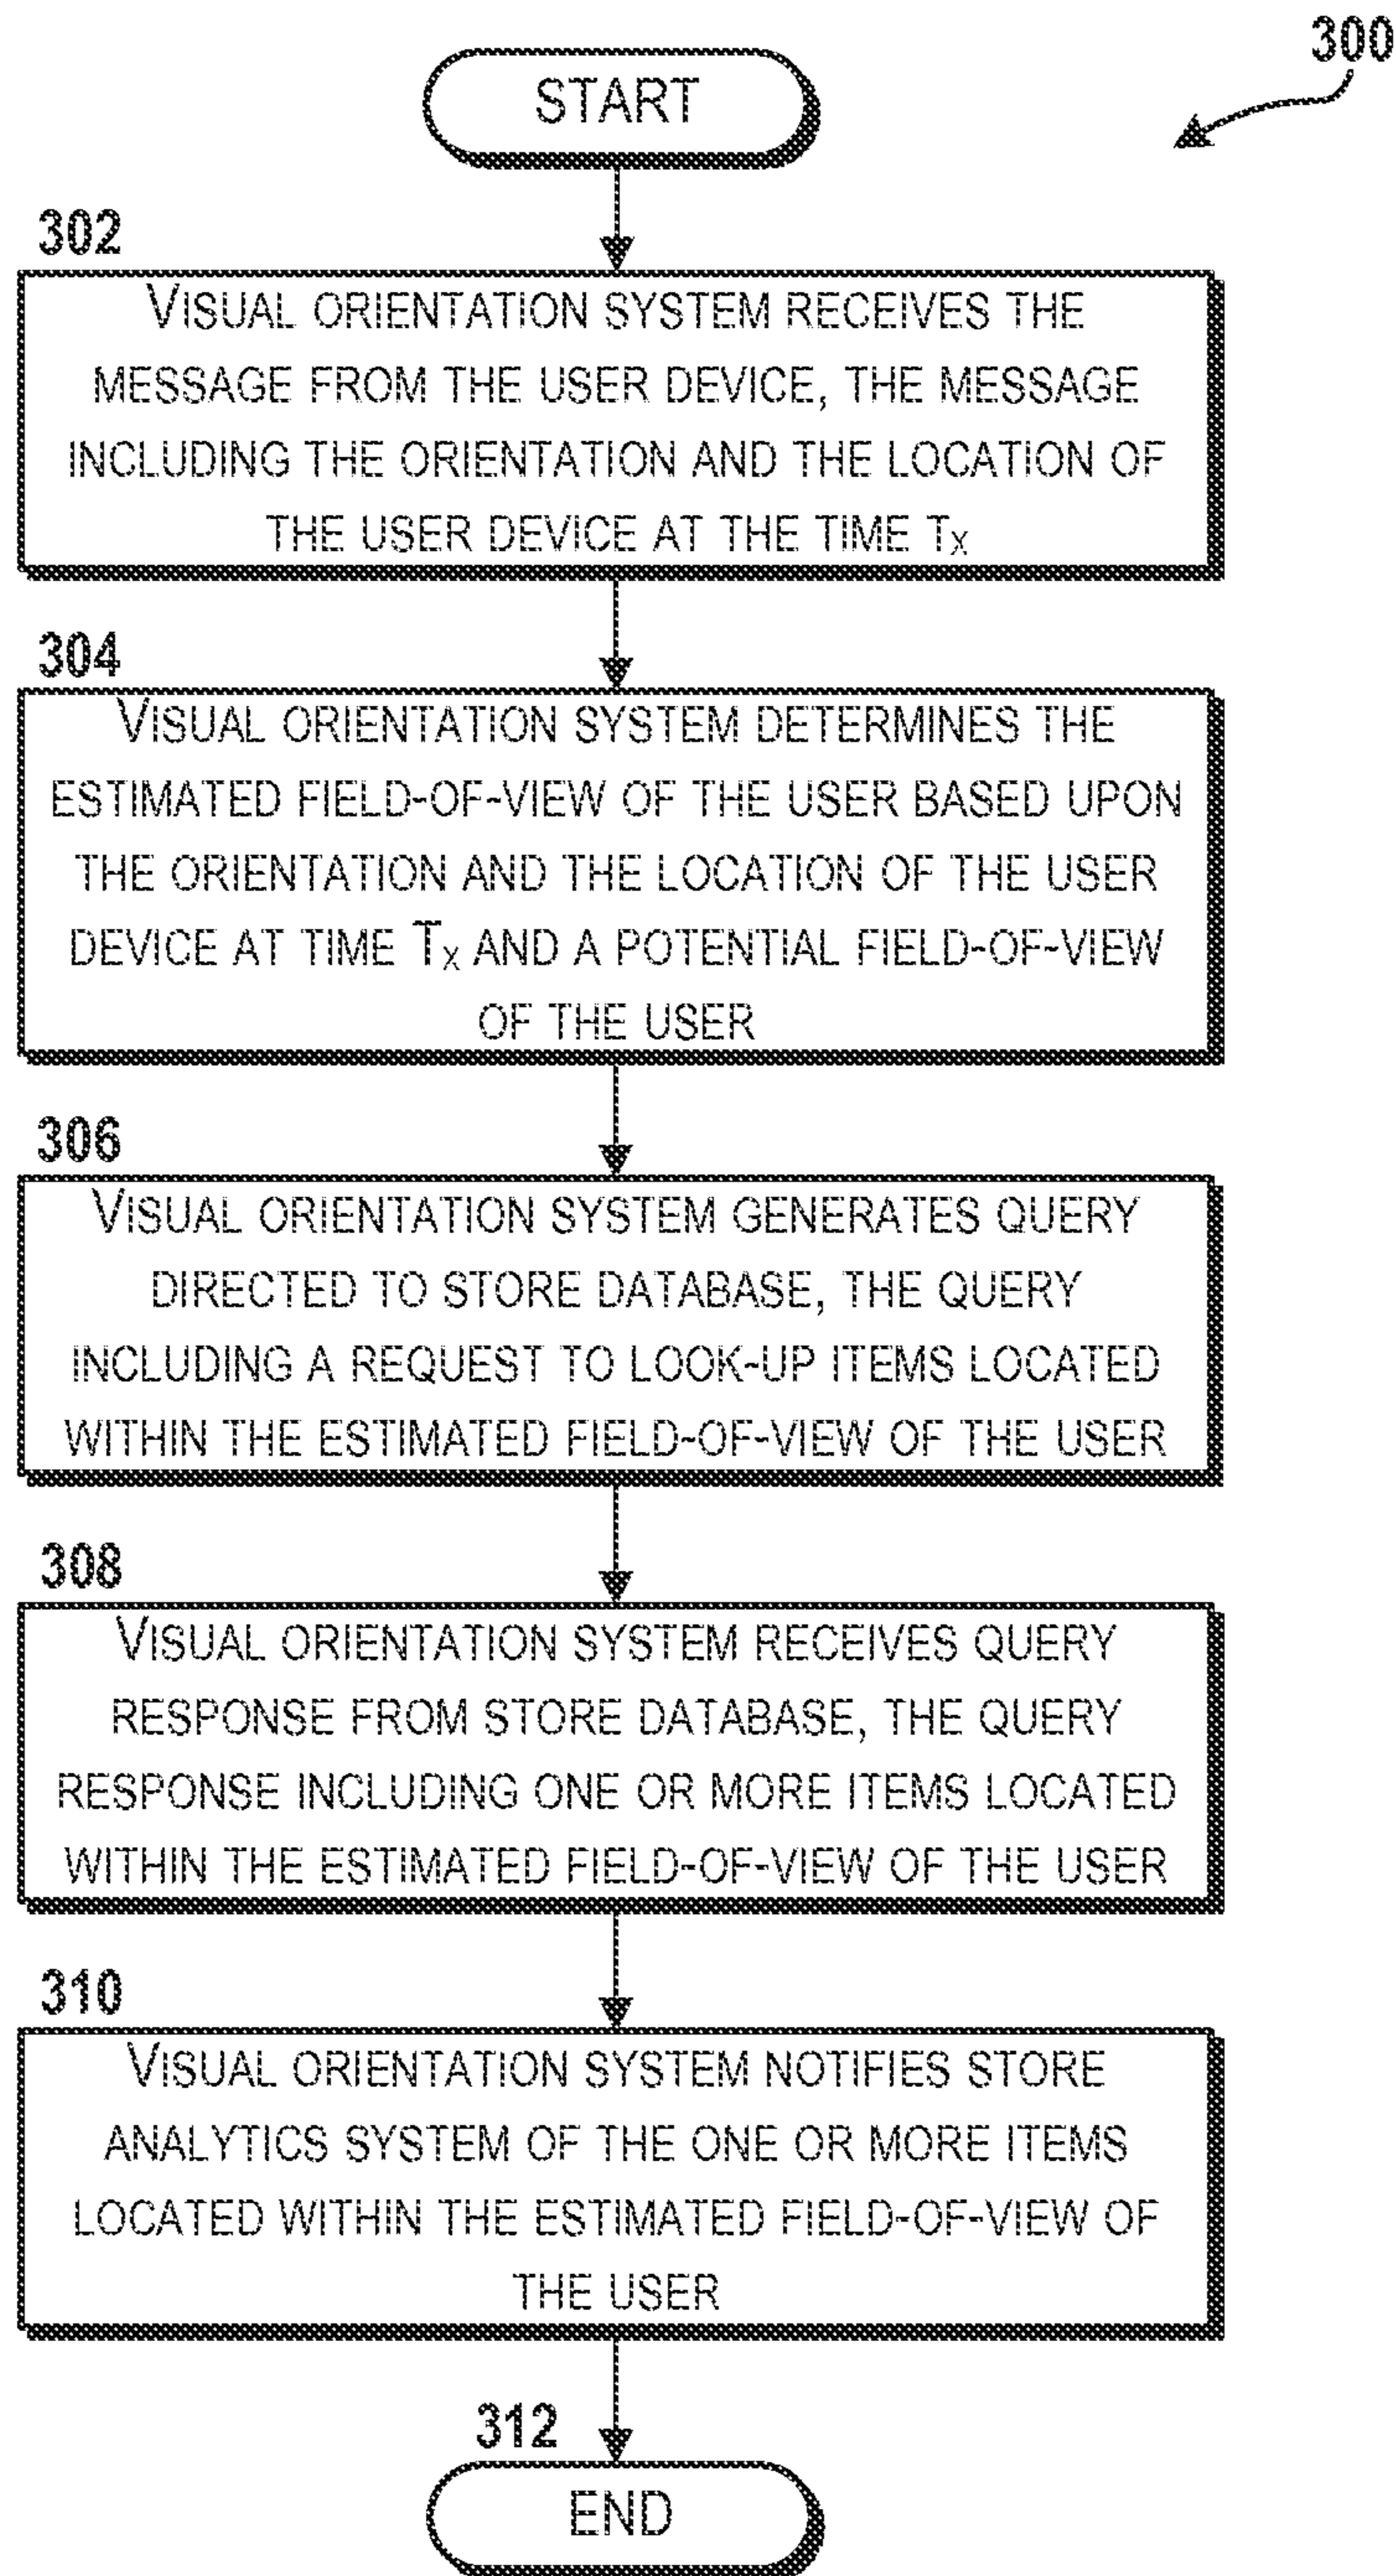 300
START
302
VISUAL ORIENTATION SYSTEM RECEIVES THE
MESSAGE FROM THE USER DEVICE, THE MESSAGE
INCLUDING THE ORIENTATION AND THE LOCATION OF
THE USER DEVICE AT THE TIME TX
304
VISUAL ORIENTATION SYSTEM DETERMINES THE
ESTIMATED FIELD-OF-VIEW OF THE USER BASED UPON
THE ORIENTATION AND THE LOCATION OF THE USER
DEVICE AT TIME TX AND A POTENTIAL FIELD-OF-VIEW
OF THE USER
306
VISUAL ORIENTATION SYSTEM GENERATES QUERY
DIRECTED TO STORE DATABASE, THE QUERY
INCLUDING A REQUEST TO LOOK-UP ITEMS LOCATED
WITHIN THE ESTIMATED FIELD-OF-VIEW OF THE USER
308
VISUAL ORIENTATION SYSTEM RECEIVES QUERY
RESPONSE FROM STORE DATABASE, THE QUERY
RESPONSE INCLUDING ONE OR MORE ITEMS LOCATED
WITHIN THE ESTIMATED FIELD-OF-VIEW OF THE USER
310
VISUAL ORIENTATION SYSTEM NOTIFIES STORE
ANALYTICS SYSTEM OF THE ONE OR MORE ITEMS
LOCATED WITHIN THE ESTIMATED FIELD-OF-VIEW OF
THE USER
312
END